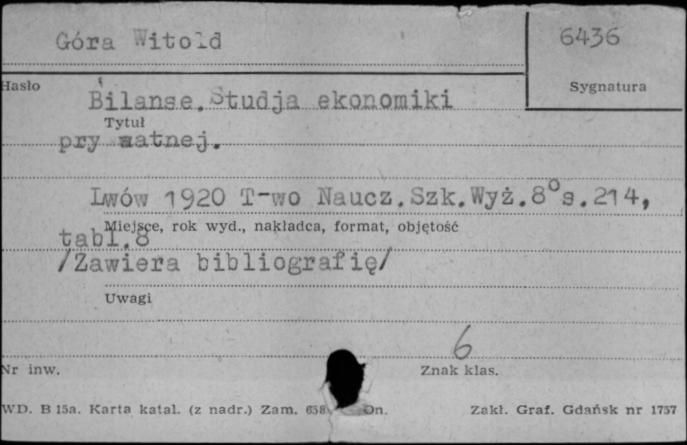 Góra Witold
6436
Hasło
Sygnatura
Bilanse. Studja ekonomiki
Tytuł
prywatnej.
Lwów 1920 T-wo Naucz.Szk.Wyż.8°s.214,
Miejsce, rok wyd., nakładca, format, objętość
tabl.8
/Zawiera bibliografię/
Uwagi
6
Nr inw.
Znak klas.
WD. B 15a. Karta katal. (z nadr.) Zam. 658 Dn. Zakł. Graf. Gdańsk nr 1757